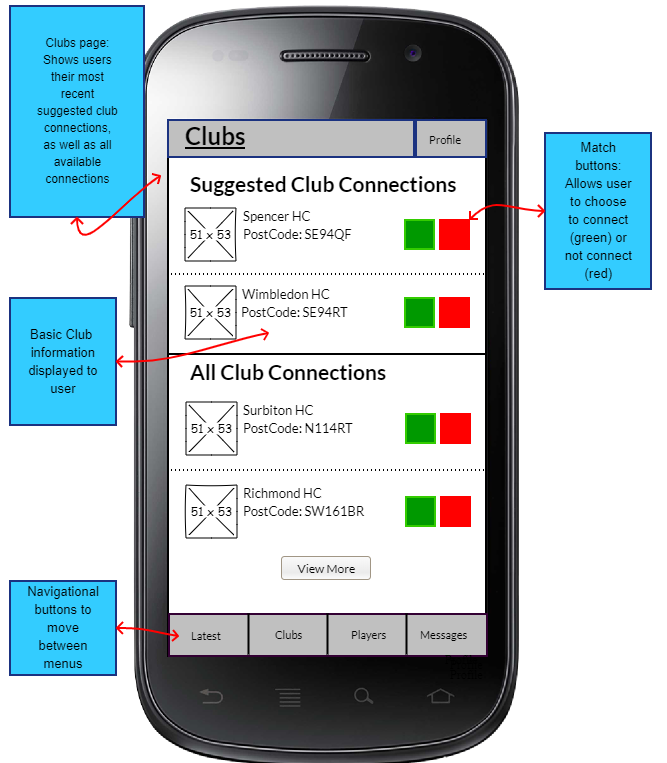 Clubs page:
Shows users
their most
recent
suggested club
connections,
as well as all
available
connections
Clubs
Profile
Match
buttons:
Allows user
to choose
to connect
(green) or
not connect
(red)
Suggested Club Connections
51 x 53
Spencer HC
PostCode: SE94QF
51 x 53
Wimbledon HC
PostCode: SE94RT
Basic Club
information
displayed to
user
All Club Connections
51 x 53
Surbiton HC
PostCode: N114RT
51 x 53
Richmond HC
PostCode: SW161BR
View More
Navigational
buttons to
move
between
menus
Latest
Clubs
Players
Messages
Profile